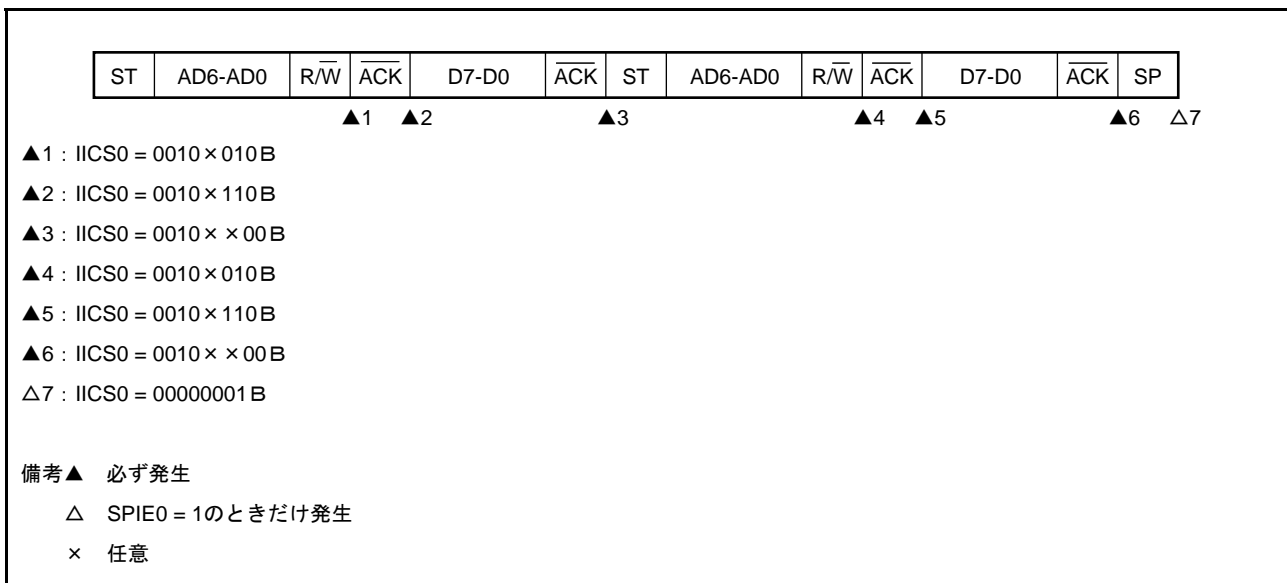 ST AD6-AD0 R/W ACK D7-D0 ACK ST AD6-AD0 R/W ACK D7-D0 ACK SP
▲1 ▲2 ▲3 ▲4 ▲5 ▲6 △7
▲1：IICS0 = 0010×010B
▲2：IICS0 = 0010×110B
▲3：IICS0 = 0010××00B
▲4：IICS0 = 0010×010B
▲5：IICS0 = 0010×110B
▲6：IICS0 = 0010××00B
△7：IICS0 = 00000001B
備考▲ 必ず発生
△ SPIE0 = 1のときだけ発生
× 任意